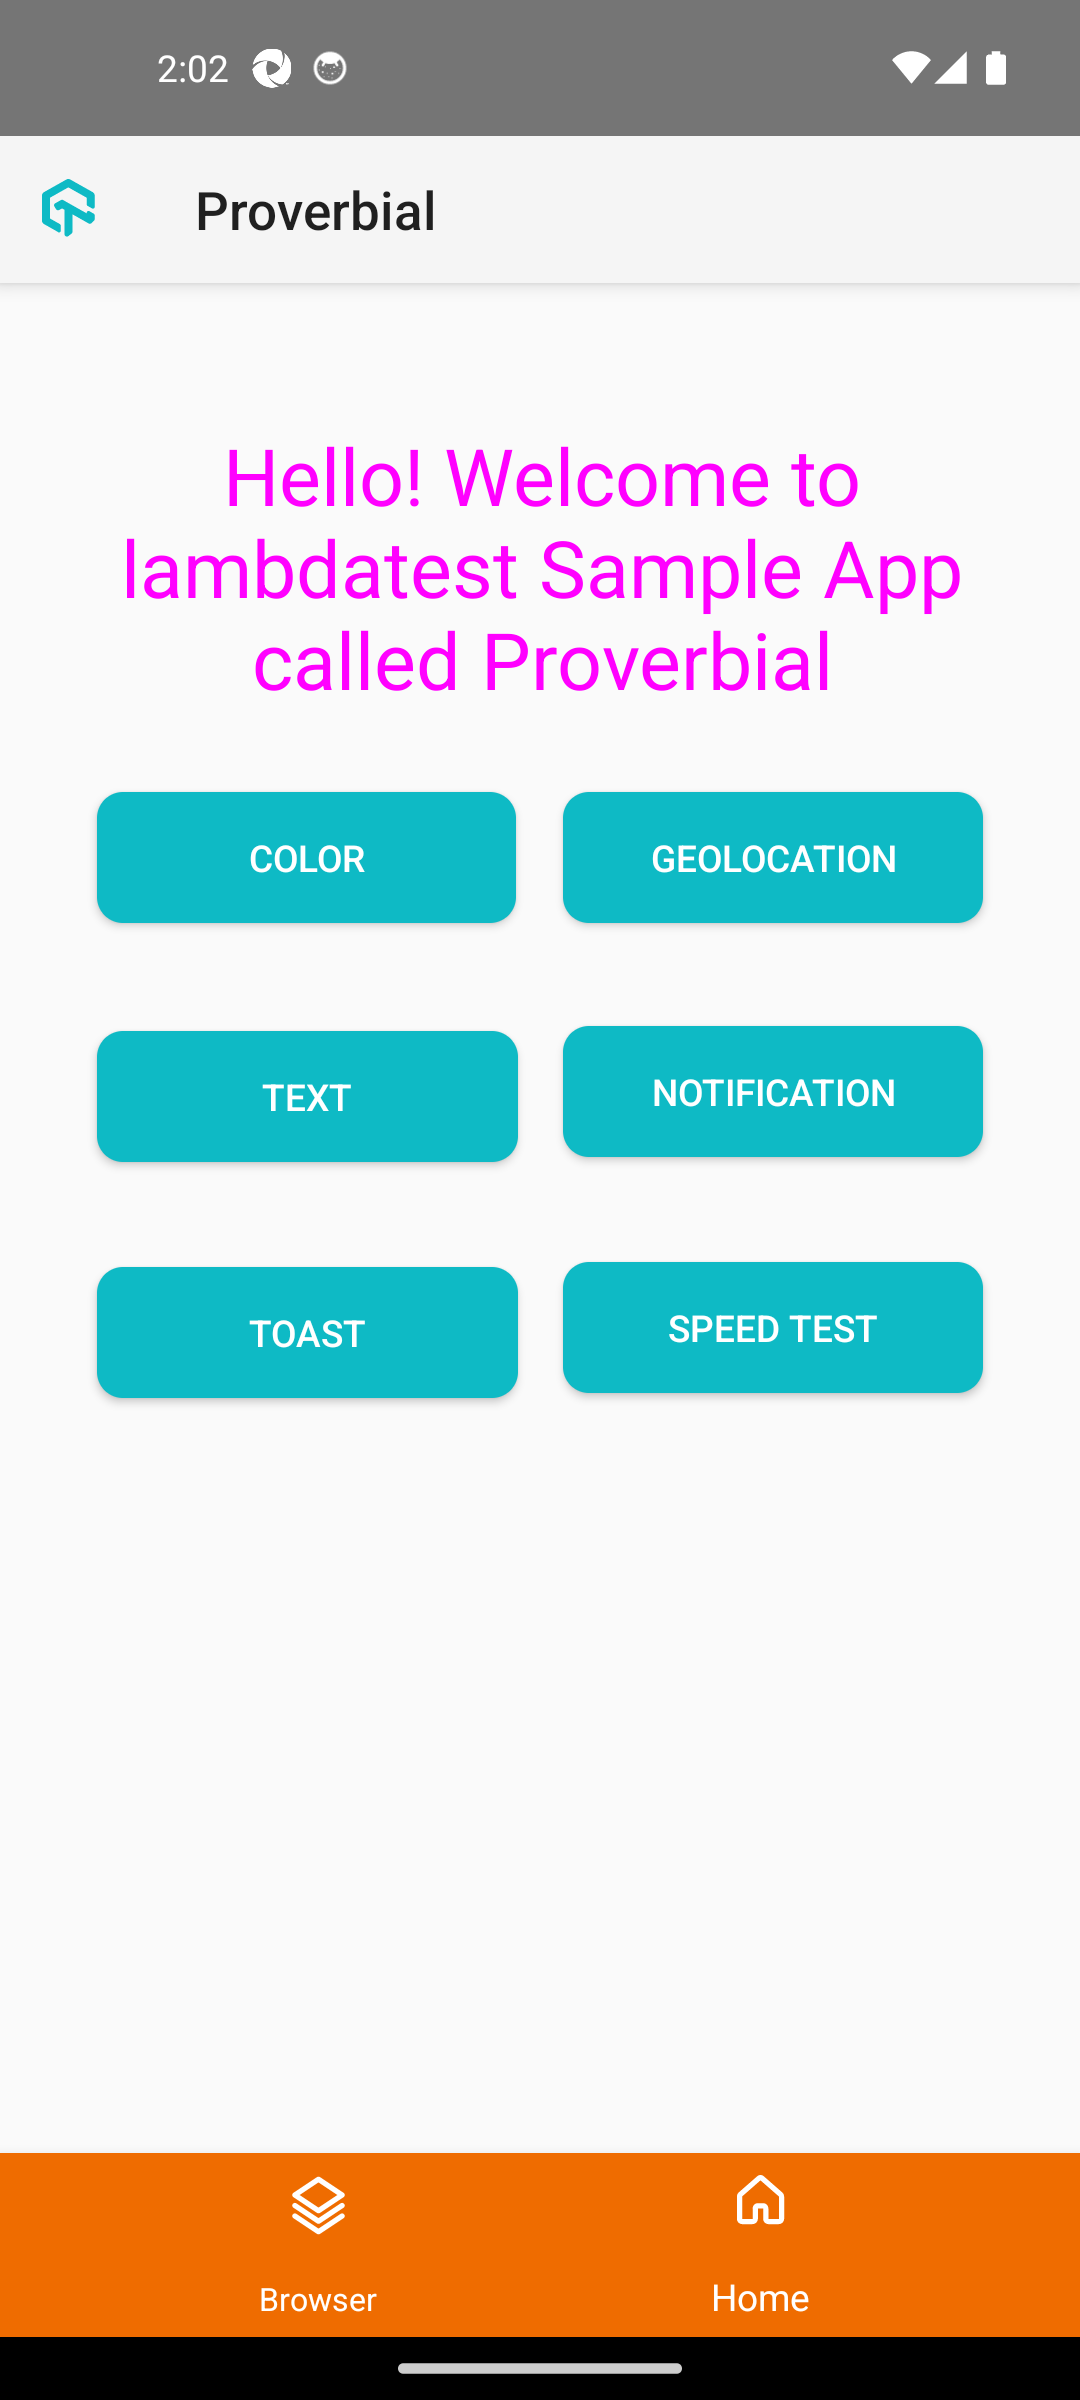 2:02
Proverbial
Hello! Welcome to
lambdatest Sample App
called Proverbial
COLOR
GEOLOCATION
TEXT
NOTIFICATION
TOAST
SPEED TEST
Browser
Home